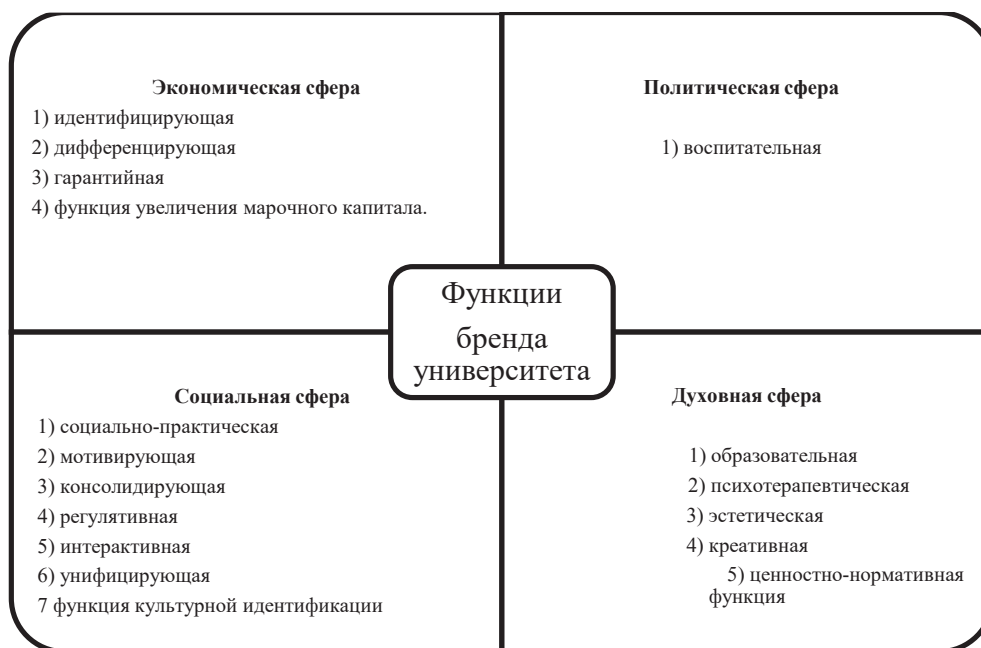 Экономическая сфера
1) идентифицирующая
2) дифференцирующая
3) гарантийная
4) функция увеличения марочного капитала.
Политическая сфера
1) воспитательная
Функции
бренда
университета
Социальная сфера
1) социально-практическая
2) мотивирующая
3) консолидирующая
4) регулятивная
5) интерактивная
6) унифицирующая
7 функция культурной идентификации
Духовная сфера
1) образовательная
2) психотерапевтическая
3) эстетическая
4) креативная
5) ценностно-нормативная
функция